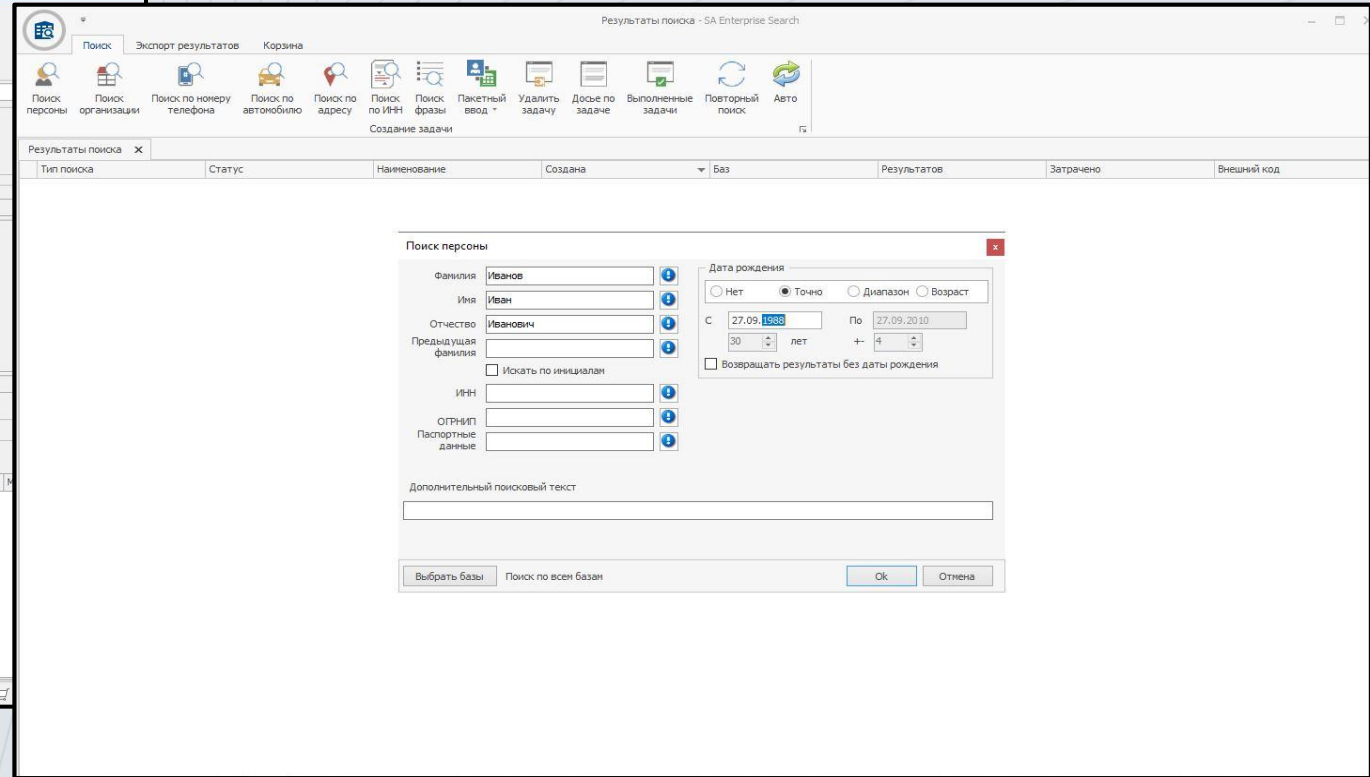 Результаты поиска - SA Enterprise Search
Поиск Экспорт результатов Корзина
Поиск персоны
Поиск организации
Поиск по номеру телефона
Поиск по автомобилю
Поиск по адресу
Поиск по ИНН
Поиск фразы
Пакетный ввод
Удалить задачу
Досье по задаче
Выполненные задачи
Повторный поиск
Авто
Создание задачи
Результаты поиска X
Тип поиска Статус Наименование Создана Баз Результатов Затрачено Внешний код
Поиск персоны x
Фамилия Иванов
Имя Иван
Отчество Иванович
Предыдущая фамилия
Искать по инициалам
ИНН
ОГРНИП
Паспортные данные
Дата рождения
Нет Точно Диапазон Возраст
С 27.09.1988 По 27.09.2010
30 лет +- 4
Возвращать результаты без даты рождения
Дополнительный поисковый текст
Выбрать базы Поиск по всем базам Ok Отмена